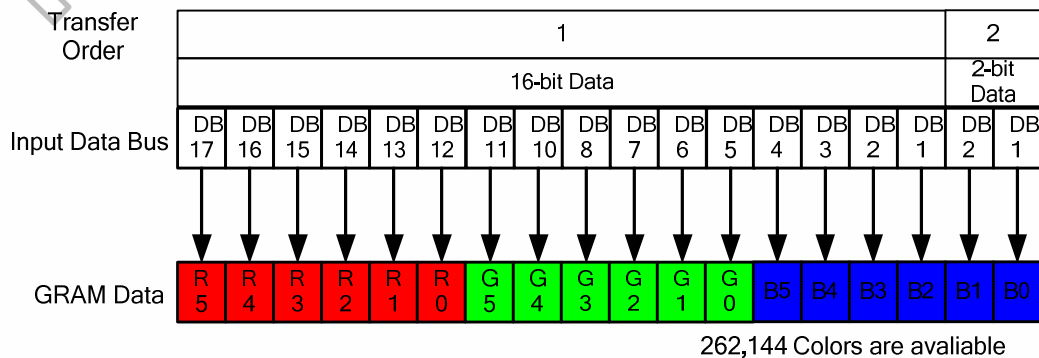 Transfer Order 1 2
16-bit Data 2-bit Data
Input Data Bus DB 17 DB 16 DB 15 DB 14 DB 13 DB 12 DB 11 DB 10 DB 8 DB 7 DB 6 DB 5 DB 4 DB 3 DB 2 DB 1 DB 2 DB 1
GRAM Data R 5 R 4 R 3 R 2 R 1 R 0 G 5 G 4 G 3 G 2 G 1 G 0 B5 B4 B3 B2 B1 B0
262,144 Colors are avaliable